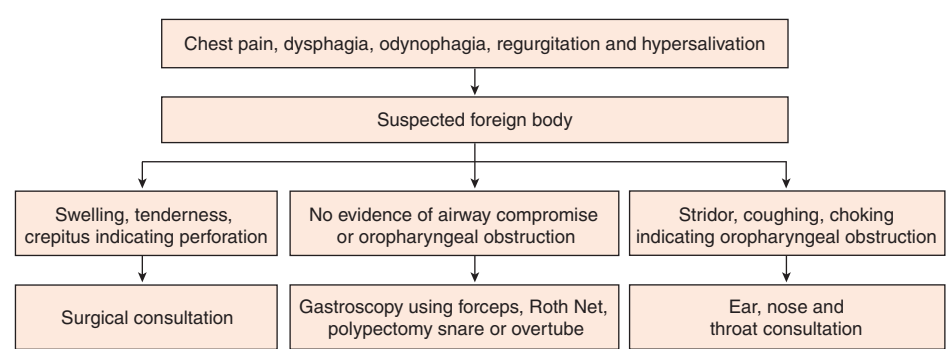 Chest pain, dysphagia, odynophagia, regurgitation and hypersalivation
Suspected foreign body
Swelling, tenderness,
crepitus indicating perforation
No evidence of airway compromise
or oropharyngeal obstruction
Stridor, coughing, choking
indicating oropharyngeal obstruction
Surgical consultation
Gastroscopy using forceps, Roth Net,
polypectomy snare or overtube
Ear, nose and
throat consultation